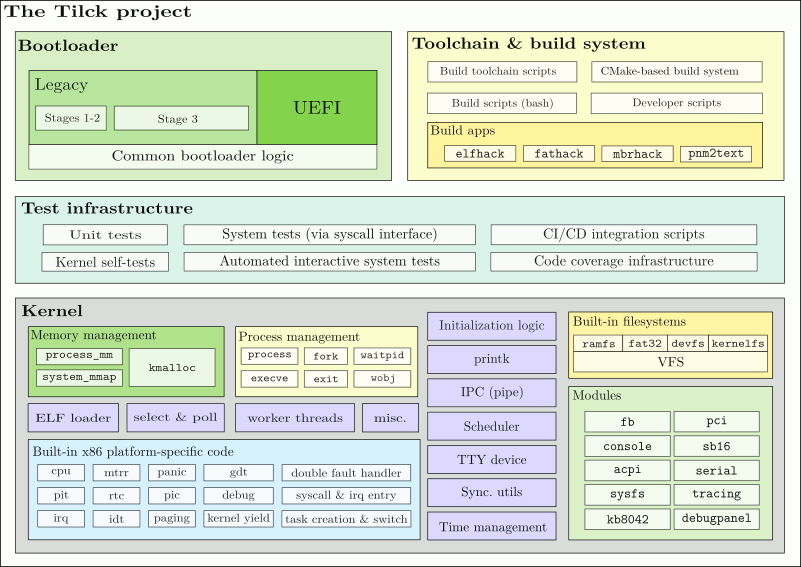 The Tilck project
Bootloader
Legacy
Stages 1-2
Stage 3
UEFI
Common bootloader logic
Toolchain & build system
Build toolchain scripts
CMake-based build system
Build scripts (bash)
Developer scripts
Build apps
elfhack
fathack
mbrhack
pnm2text
Test infrastructure
Unit tests
System tests (via syscall interface)
CI/CD integration scripts
Kernel self-tests
Automated interactive system tests
Code coverage infrastructure
Kernel
Memory management
process_mm
system_mmap
kmalloc
Process management
process
fork
waitpid
execve
exit
wobj
ELF loader
select & poll
worker threads
misc.
Built-in x86 platform-specific code
cpu
mtrr
panic
gdt
double fault handler
pit
rtc
pic
debug
syscall & irq entry
irq
idt
paging
kernel yield
task creation & switch
Initialization logic
printk
IPC (pipe)
Scheduler
TTY device
Sync. utils
Time management
Built-in filesystems
ramfs
fat32
devfs
kernelfs
VFS
Modules
fb
pci
console
sb16
acpi
serial
sysfs
tracing
kb8042
debugpanel